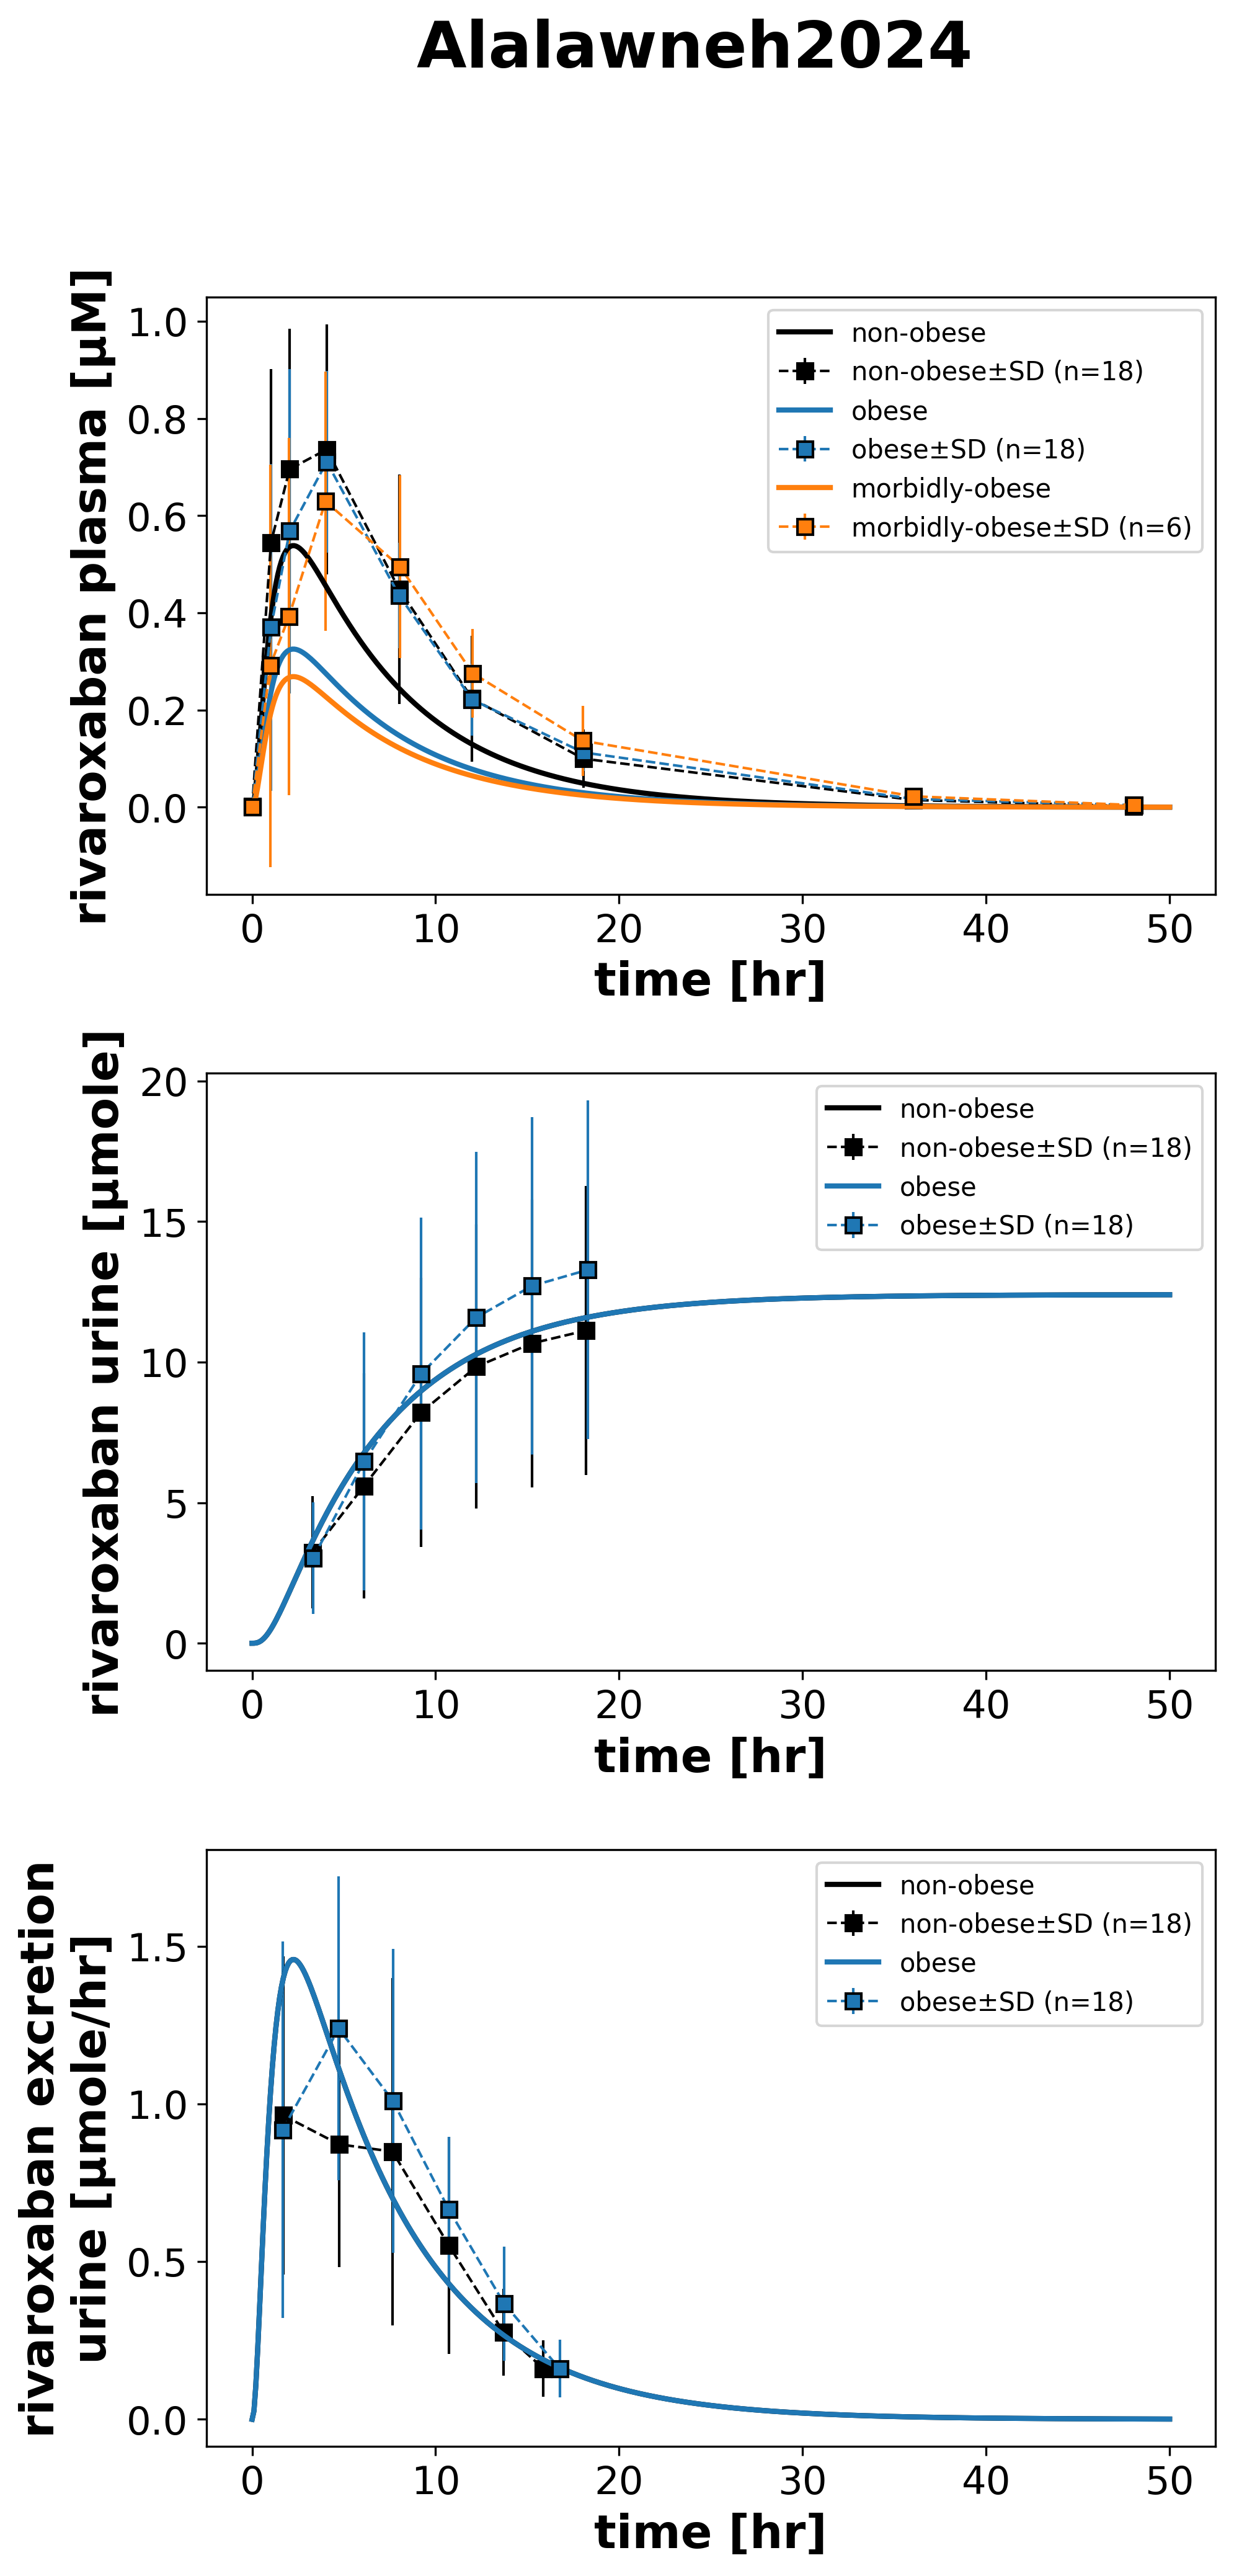 Alalawneh2024
rivaroxaban plasma [µM]
1.0
0.8
0.6
0.4
0.2
0.0
non-obese
non-obese±SD (n=18)
obese
obese±SD (n=18)
morbidly-obese
morbidly-obese±SD (n=6)
0 10 20 30 40 50
time [hr]
rivaroxaban urine [µmole]
20
15
10
5
0
non-obese
non-obese±SD (n=18)
obese
obese±SD (n=18)
0 10 20 30 40 50
time [hr]
rivaroxaban excretion
urine [µmole/hr]
1.5
1.0
0.5
0.0
non-obese
non-obese±SD (n=18)
obese
obese±SD (n=18)
0 10 20 30 40 50
time [hr]